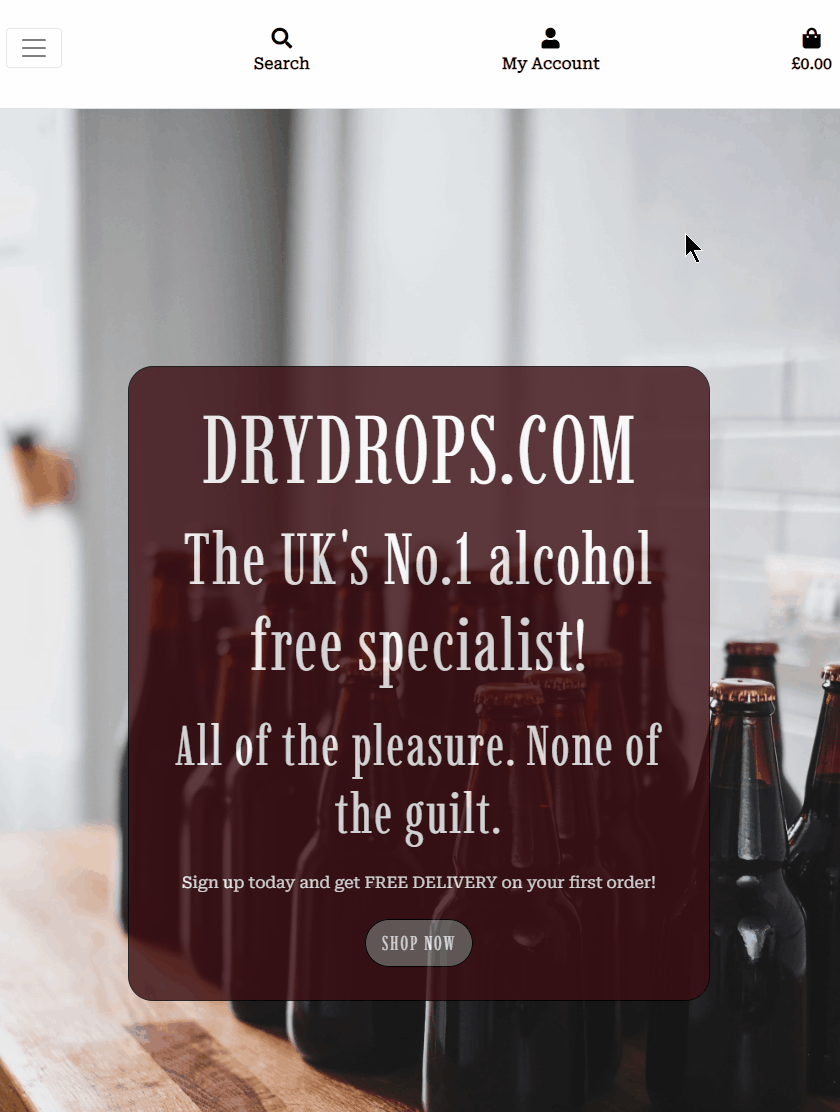 Search
My Account
£0.00
DRYDROPS.COM
The UK's No.1 alcohol
free specialist!
All of the pleasure. None of
the guilt.
Sign up today and get FREE DELIVERY on your first order!
SHOP NOW